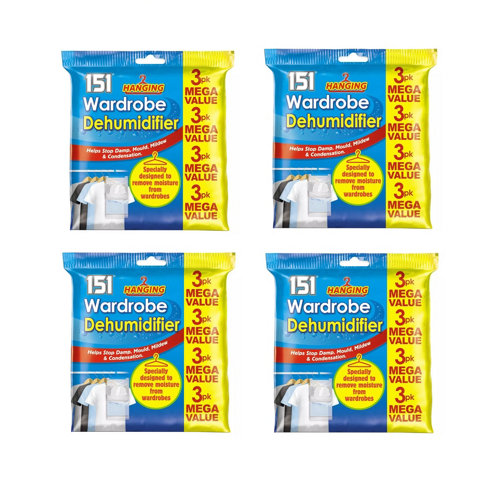 151
HANGING
Wardrobe
Dehumidifier
Helps Stop Damp, Mould, Mildew
& Condensation.
Specially
designed to
remove moisture
from
wardrobes
3pk
MEGA
VALUE
3pk
MEGA
VALUE
3pk
MEGA
VALUE
3pk
MEGA
VALUE
151
HANGING
Wardrobe
Dehumidifier
Helps Stop Damp, Mould, Mildew
& Condensation.
Specially
designed to
remove moisture
from
wardrobes
3pk
MEGA
VALUE
3pk
MEGA
VALUE
3pk
MEGA
VALUE
3pk
MEGA
VALUE
151
HANGING
Wardrobe
Dehumidifier
Helps Stop Damp, Mould, Mildew
& Condensation.
Specially
designed to
remove moisture
from
wardrobes
3pk
MEGA
VALUE
3pk
MEGA
VALUE
3pk
MEGA
VALUE
3pk
MEGA
VALUE
151
HANGING
Wardrobe
Dehumidifier
Helps Stop Damp, Mould, Mildew
& Condensation.
Specially
designed to
remove moisture
from
wardrobes
3pk
MEGA
VALUE
3pk
MEGA
VALUE
3pk
MEGA
VALUE
3pk
MEGA
VALUE